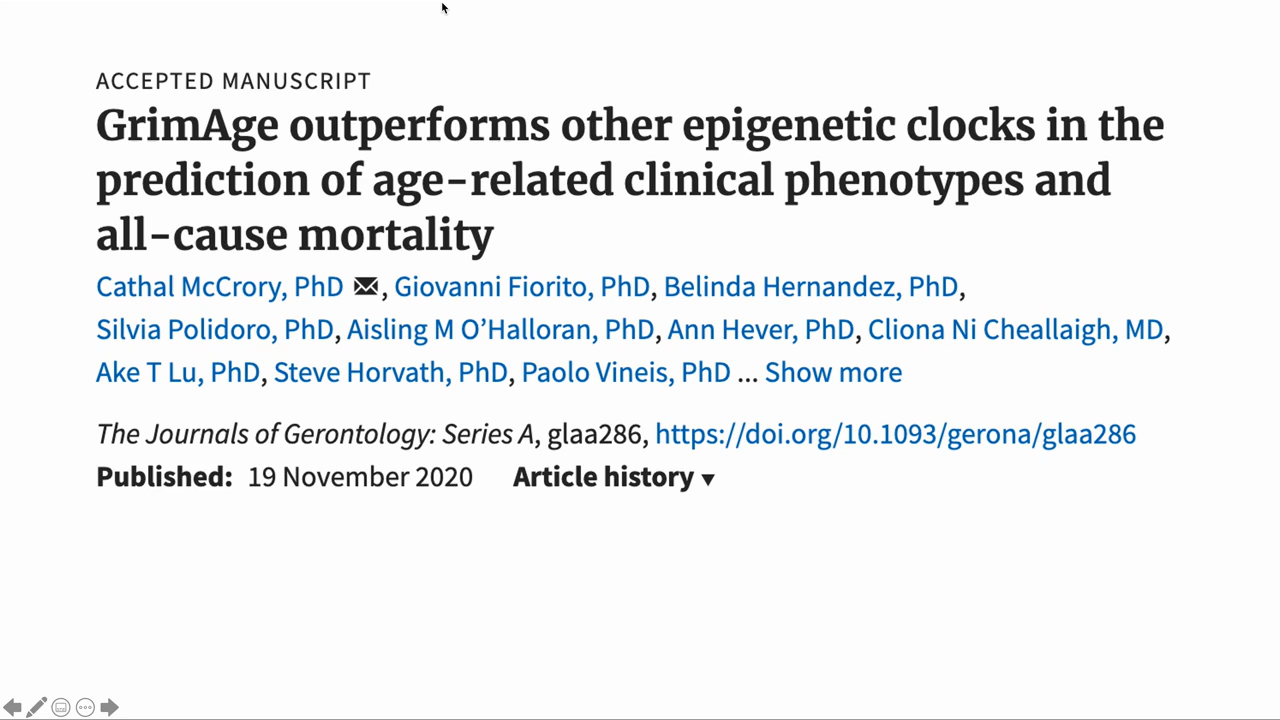 ACCEPTED MANUSCRIPT
GrimAge outperforms other epigenetic clocks in the
prediction of age-related clinical phenotypes and
all-cause mortality
Cathal McCrory, PhD ✉, Giovanni Fiorito, PhD, Belinda Hernandez, PhD,
Silvia Polidoro, PhD, Aisling M O’Halloran, PhD, Ann Hever, PhD, Cliona Ni Cheallaigh, MD,
Ake T Lu, PhD, Steve Horvath, PhD, Paolo Vineis, PhD ... Show more
The Journals of Gerontology: Series A, glaa286, https://doi.org/10.1093/gerona/glaa286
Published: 19 November 2020 Article history ▼